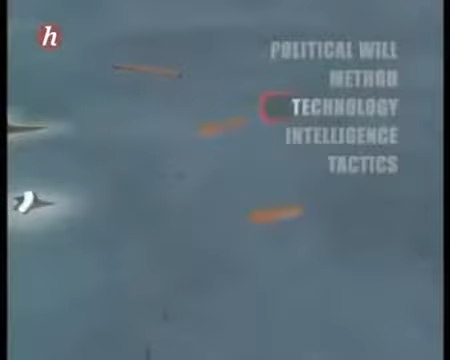 h
POLITICAL WILL
METHOD
TECHNOLOGY
INTELLIGENCE
TACTICS